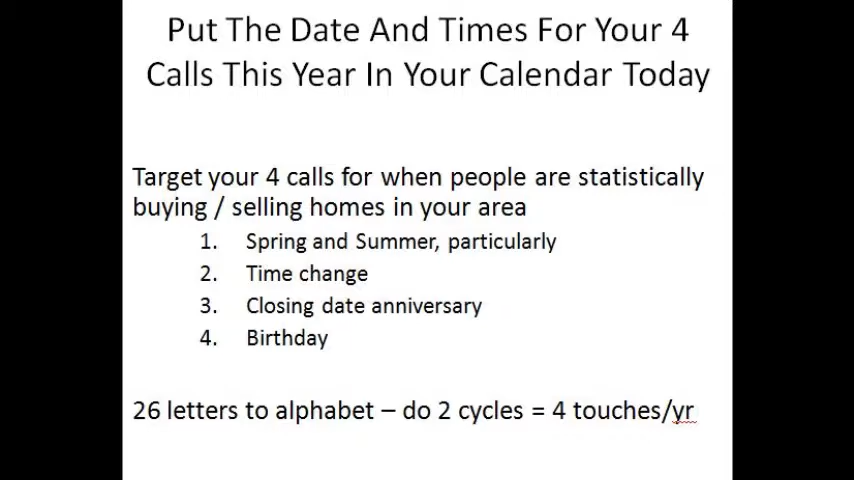 Put The Date And Times For Your 4
Calls This Year In Your Calendar Today
Target your 4 calls for when people are statistically
buying / selling homes in your area
1. Spring and Summer, particularly
2. Time change
3. Closing date anniversary
4. Birthday
26 letters to alphabet – do 2 cycles = 4 touches/yr